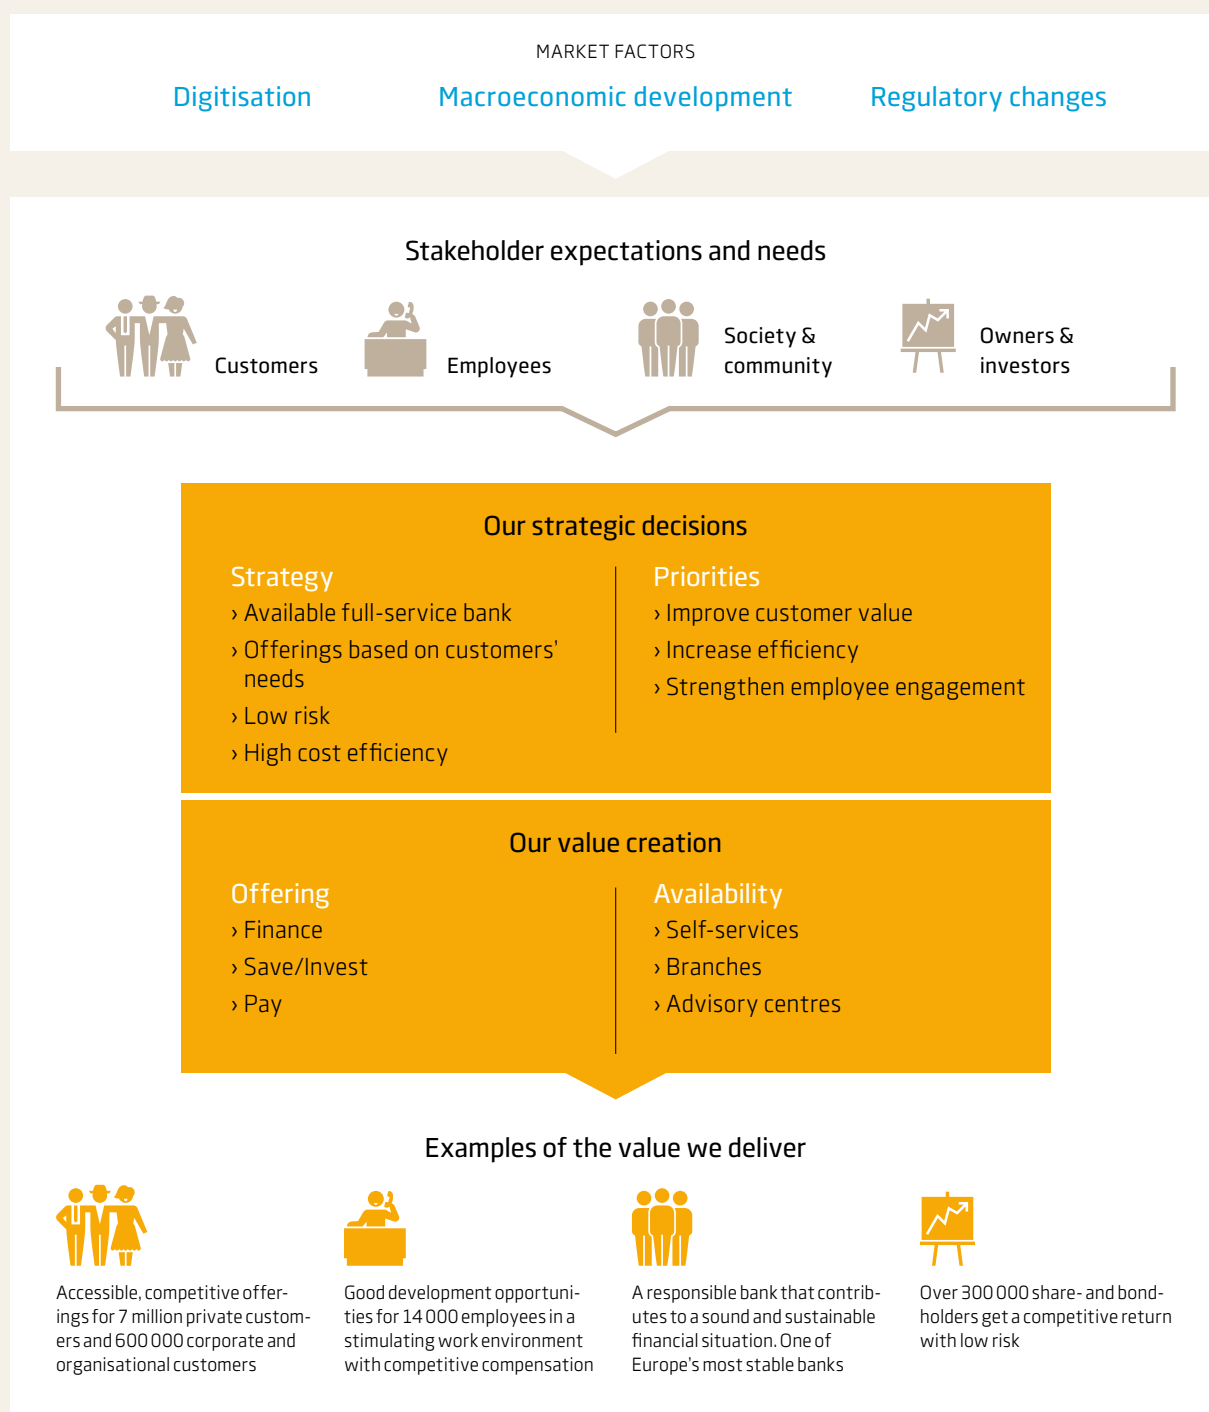 MARKET FACTORS
Digitisation
Macroeconomic development
Regulatory changes
Stakeholder expectations and needs
Customers
Employees
Society &
community
Owners &
investors
Our strategic decisions
Strategy
› Available full-service bank
› Offerings based on customers'
needs
› Low risk
› High cost efficiency
Priorities
› Improve customer value
› Increase efficiency
› Strengthen employee engagement
Our value creation
Offering
› Finance
› Save/Invest
› Pay
Availability
› Self-services
› Branches
› Advisory centres
Examples of the value we deliver
Accessible, competitive offer-
ings for 7 million private custom-
ers and 600 000 corporate and
organisational customers
Good development opportuni-
ties for 14 000 employees in a
stimulating work environment
with competitive compensation
A responsible bank that contrib-
utes to a sound and sustainable
financial situation. One of
Europe's most stable banks
Over 300 000 share- and bond-
holders get a competitive return
with low risk